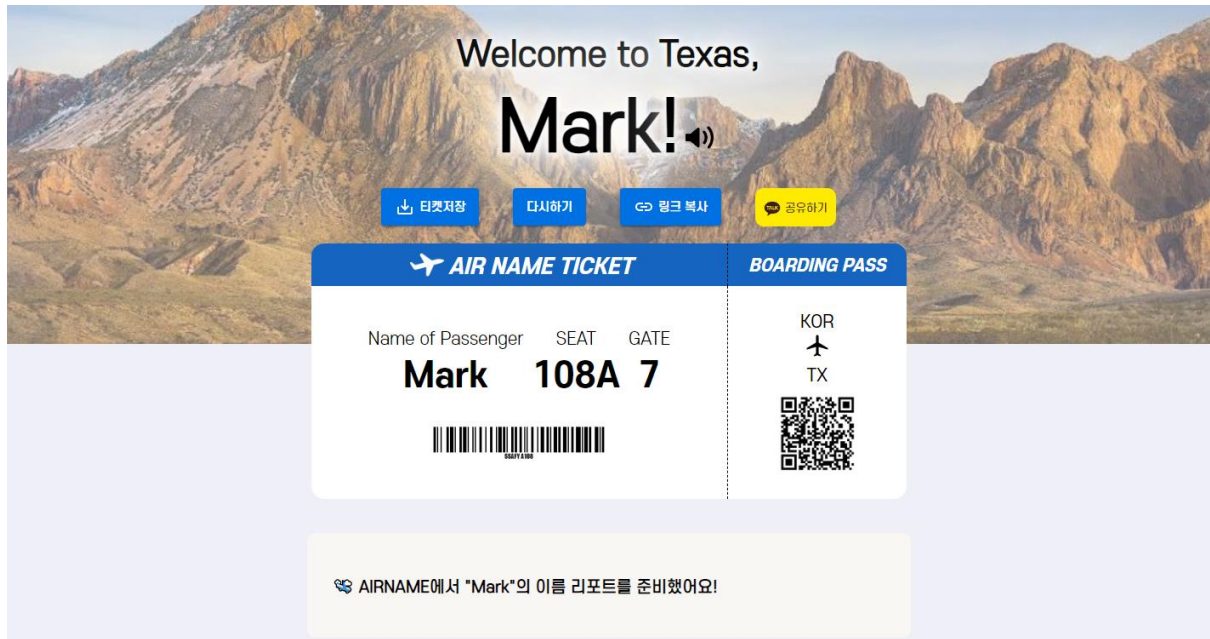 Welcome to Texas,
Mark!
티켓저장 다시하기 링크 복사 TALK 공유하기
AIR NAME TICKET BOARDING PASS
Name of Passenger SEAT GATE
Mark 108A 7
SSAFY A108
KOR
TX
AIRNAME에서 "Mark"의 이름 리포트를 준비했어요!